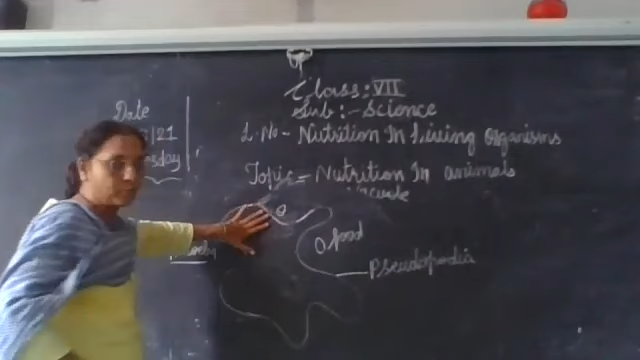 Class: VII
Sub:- Science
Date
L.No- Nutrition In Living Organisms
Topic:- Nutrition In animals
food
Pseudopodia